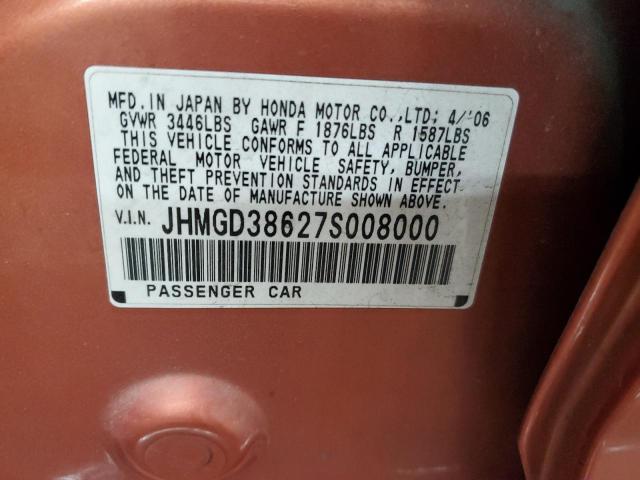 MFD. IN JAPAN BY HONDA MOTOR CO.,LTD; 4/06
GVWR 3446LBS GAWR F 1876LBS R 1587LBS
THIS VEHICLE CONFORMS TO ALL APPLICABLE
FEDERAL MOTOR VEHICLE SAFETY, BUMPER,
AND THEFT PREVENTION STANDARDS IN EFFECT
ON THE DATE OF MANUFACTURE SHOWN ABOVE.
V.I.N. JHMGD38627S008000
PASSENGER CAR